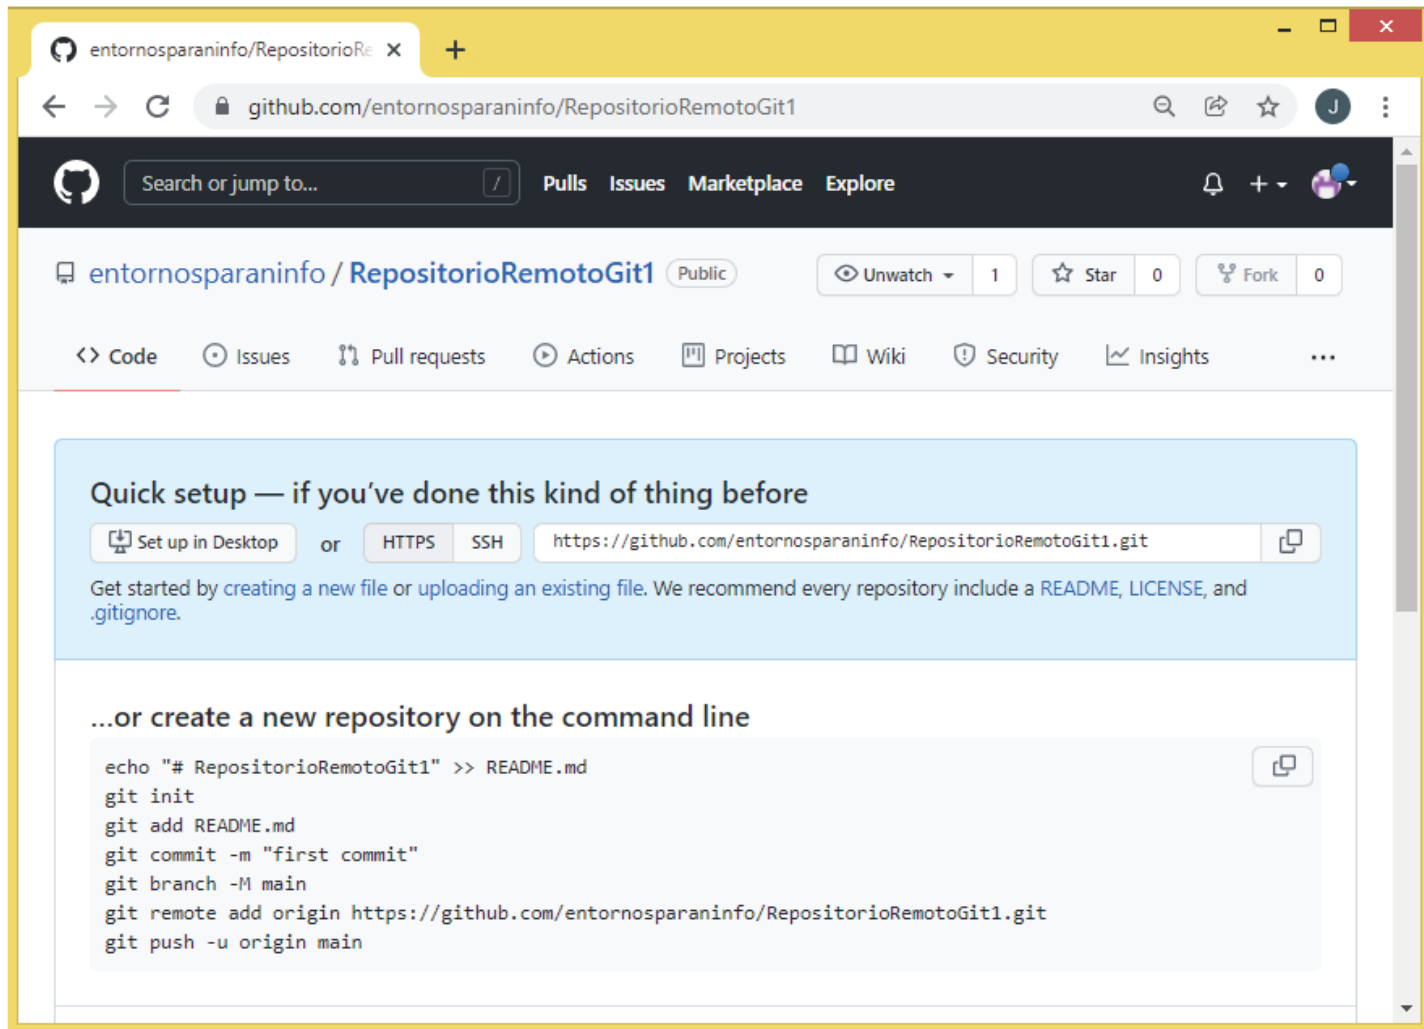 entornosparaninfo/RepositorioRe
github.com/entornosparaninfo/RepositorioRemotoGit1
J
Search or jump to... /
Pulls Issues Marketplace Explore
entornosparaninfo / RepositorioRemotoGit1 Public
Unwatch 1 Star 0 Fork 0
<> Code Issues Pull requests Actions Projects Wiki Security Insights ...
Quick setup — if you've done this kind of thing before
Set up in Desktop or HTTPS SSH https://github.com/entornosparaninfo/RepositorioRemotoGit1.git
Get started by creating a new file or uploading an existing file. We recommend every repository include a README, LICENSE, and
.gitignore.
...or create a new repository on the command line
echo "# RepositorioRemotoGit1" >> README.md
git init
git add README.md
git commit -m "first commit"
git branch -M main
git remote add origin https://github.com/entornosparaninfo/RepositorioRemotoGit1.git
git push -u origin main